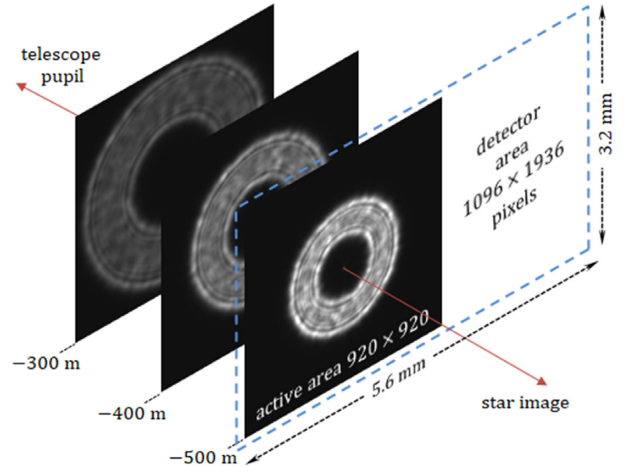 telescope
pupil
detector
area
1096 × 1936
pixels
3.2 mm
−300 m
−400 m
−500 m
active area 920 × 920
5.6 mm
star image